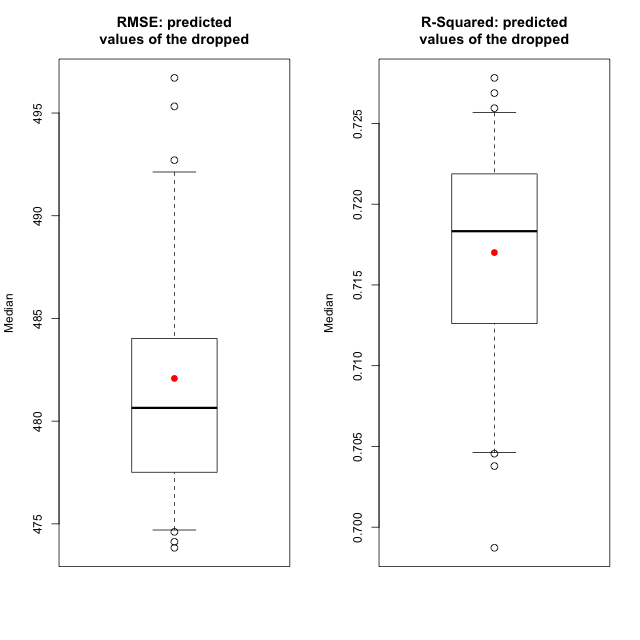 RMSE: predicted
values of the dropped
495
490
485
480
475
Median
R-Squared: predicted
values of the dropped
0.725
0.720
0.715
0.710
0.705
0.700
Median